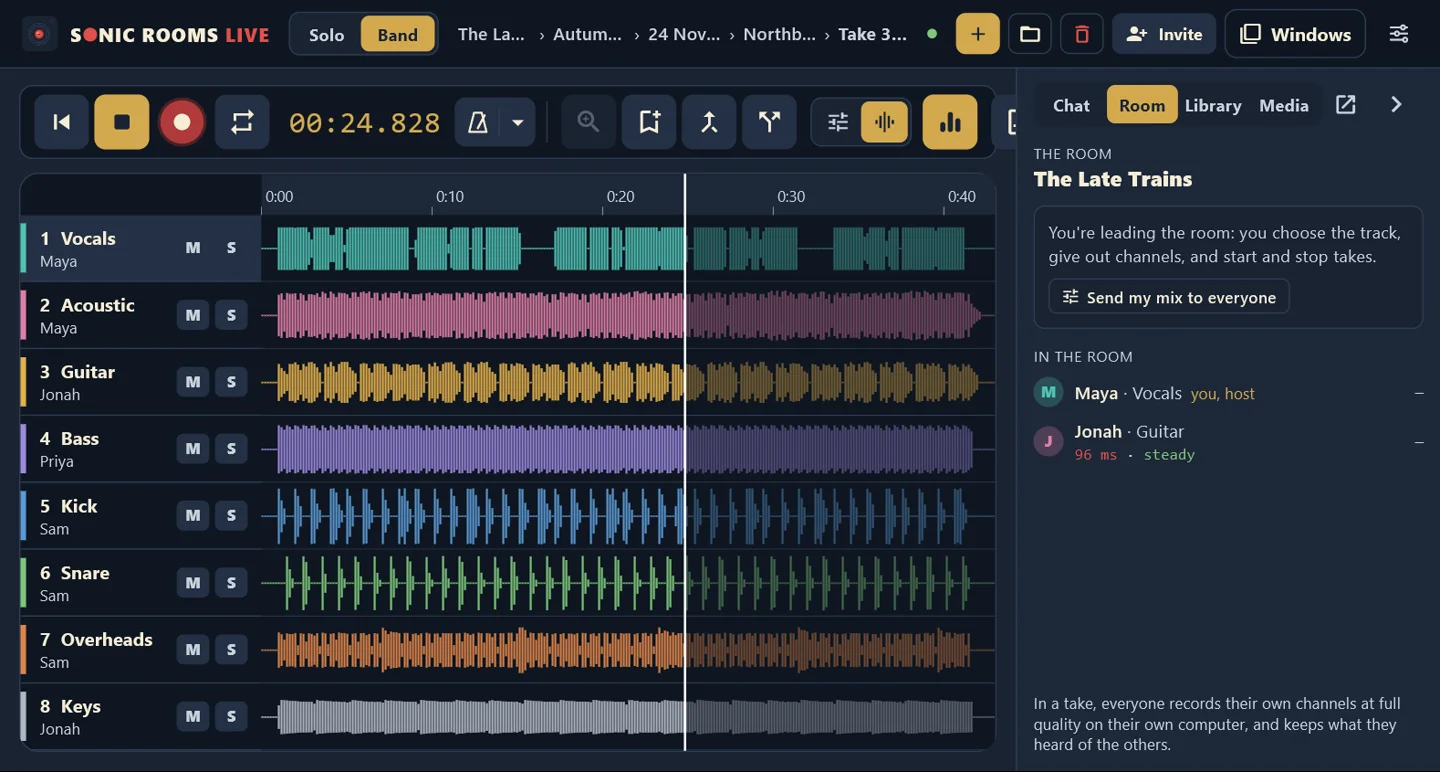 SONIC ROOMS LIVE
Solo Band
The La... › Autum... › 24 Nov... › Northb... › Take 3...
Invite
Windows
00:24.828
Chat Room Library Media
THE ROOM
The Late Trains
You're leading the room: you choose the track,
give out channels, and start and stop takes.
Send my mix to everyone
IN THE ROOM
M Maya · Vocals you, host –
J Jonah · Guitar –
96 ms · steady
In a take, everyone records their own channels at full
quality on their own computer, and keeps what they
heard of the others.
0:00 0:10 0:20 0:30 0:40
1 Vocals M S
Maya
2 Acoustic M S
Maya
3 Guitar M S
Jonah
4 Bass M S
Priya
5 Kick M S
Sam
6 Snare M S
Sam
7 Overheads M S
Sam
8 Keys M S
Jonah